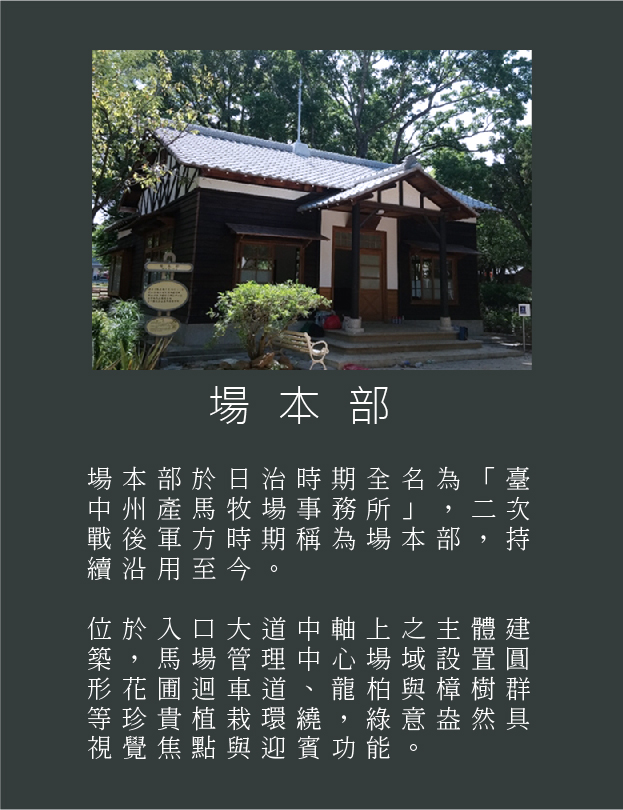 場本部
場本部於日治時期全名為「臺
中州產馬牧場事務所」，二次
戰後軍方時期稱為場本部，持
續沿用至今。
位於入口大道中軸上之主體建
築，馬場管理中心場域設置圓
形花圃迴車道、龍柏與樟樹群
等珍貴植栽環繞，綠意盎然具
視覺焦點與迎賓功能。